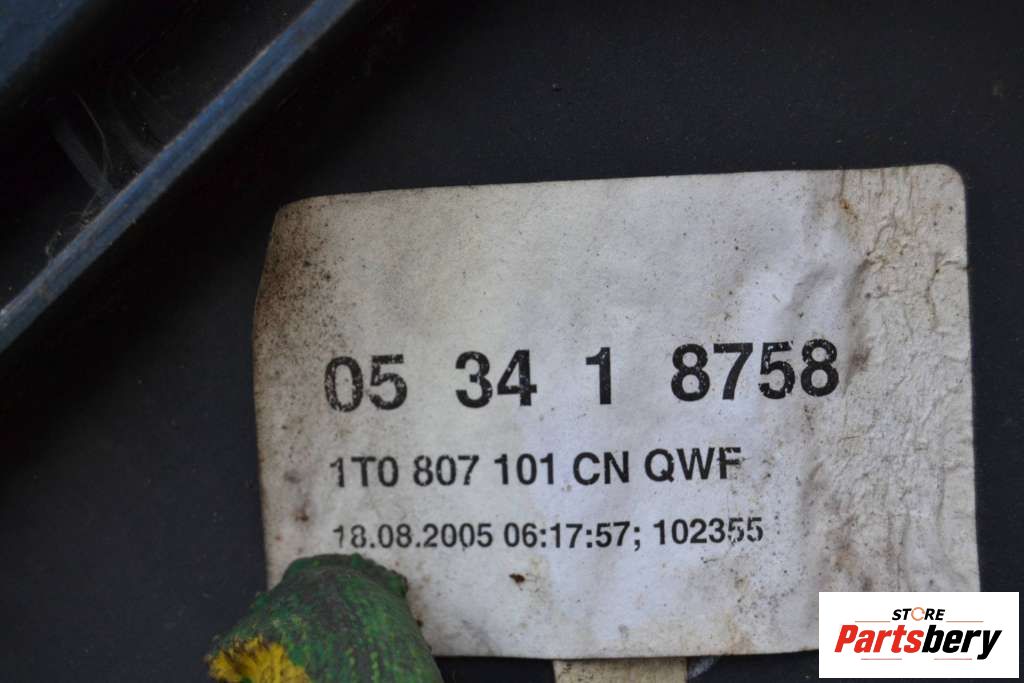 05 34 1 8758
1T0 807 101 CN QWF
18.08.2005 06:17:57; 102355
STORE
Partsbery